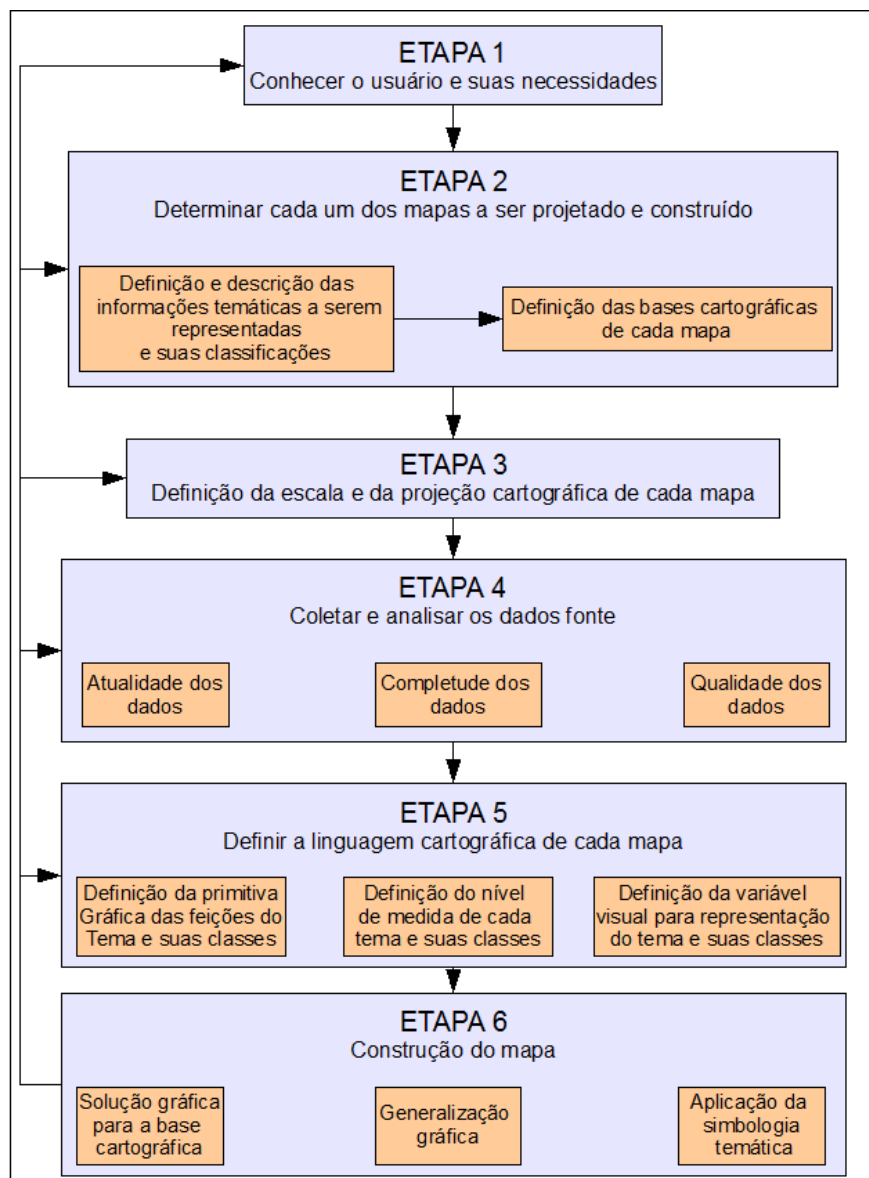 ETAPA 1
Conhecer o usuário e suas necessidades
ETAPA 2
Determinar cada um dos mapas a ser projetado e construído
Definição e descrição das
informações temáticas a serem
representadas
e suas classificações
Definição das bases cartográficas
de cada mapa
ETAPA 3
Definição da escala e da projeção cartográfica de cada mapa
ETAPA 4
Coletar e analisar os dados fonte
Atualidade dos
dados
Completude dos
dados
Qualidade dos
dados
ETAPA 5
Definir a linguagem cartográfica de cada mapa
Definição da primitiva
Gráfica das feições do
Tema e suas classes
Definição do nível
de medida de cada
tema e suas classes
Definição da variável
visual para representação
do tema e suas classes
ETAPA 6
Construção do mapa
Solução gráfica
para a base
cartográfica
Generalização
gráfica
Aplicação da
simbologia
temática